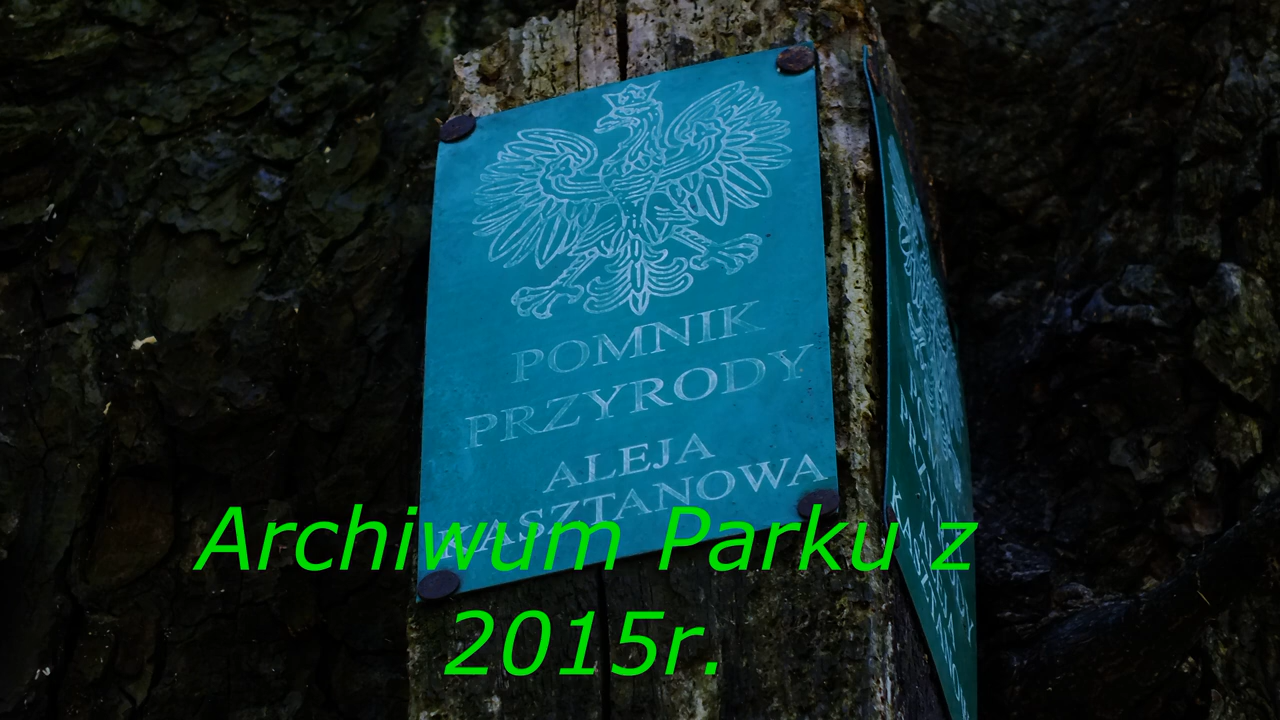 POMNIK
PRZYRODY
ALEJA
KASZTANOWA
Archiwum Parku z
2015r.